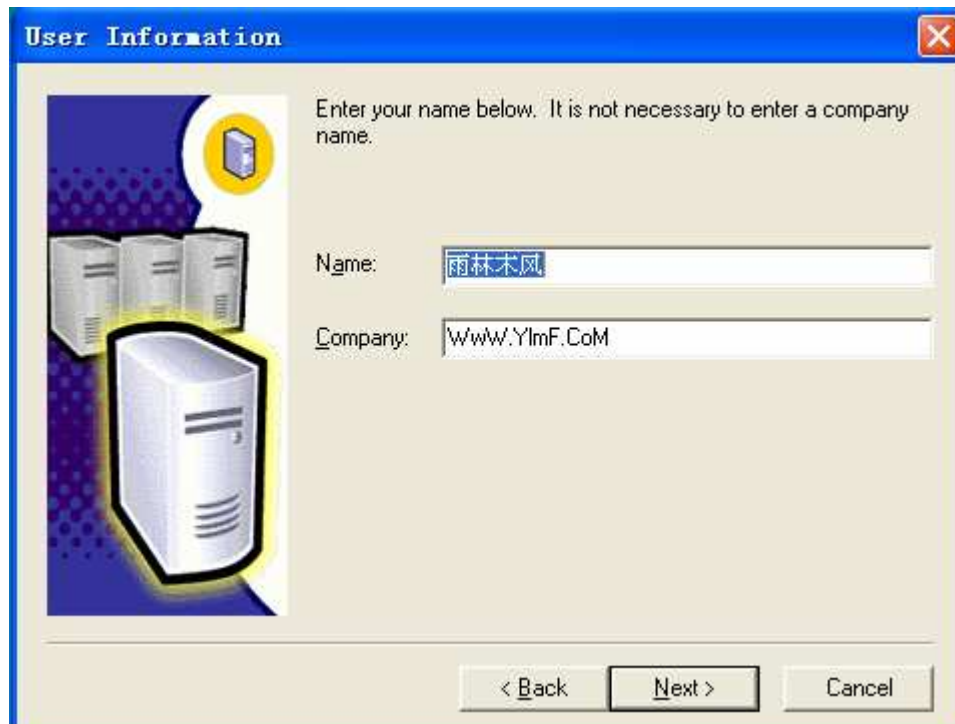 User Information
Enter your name below. It is not necessary to enter a company
name.
Name: 雨林木风
Company: WwW.YlmF.CoM
< Back Next > Cancel